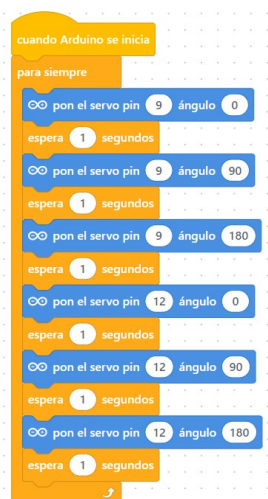 cuando Arduino se inicia
para siempre
pon el servo pin 9 ángulo 0
espera 1 segundos
pon el servo pin 9 ángulo 90
espera 1 segundos
pon el servo pin 9 ángulo 180
espera 1 segundos
pon el servo pin 12 ángulo 0
espera 1 segundos
pon el servo pin 12 ángulo 90
espera 1 segundos
pon el servo pin 12 ángulo 180
espera 1 segundos